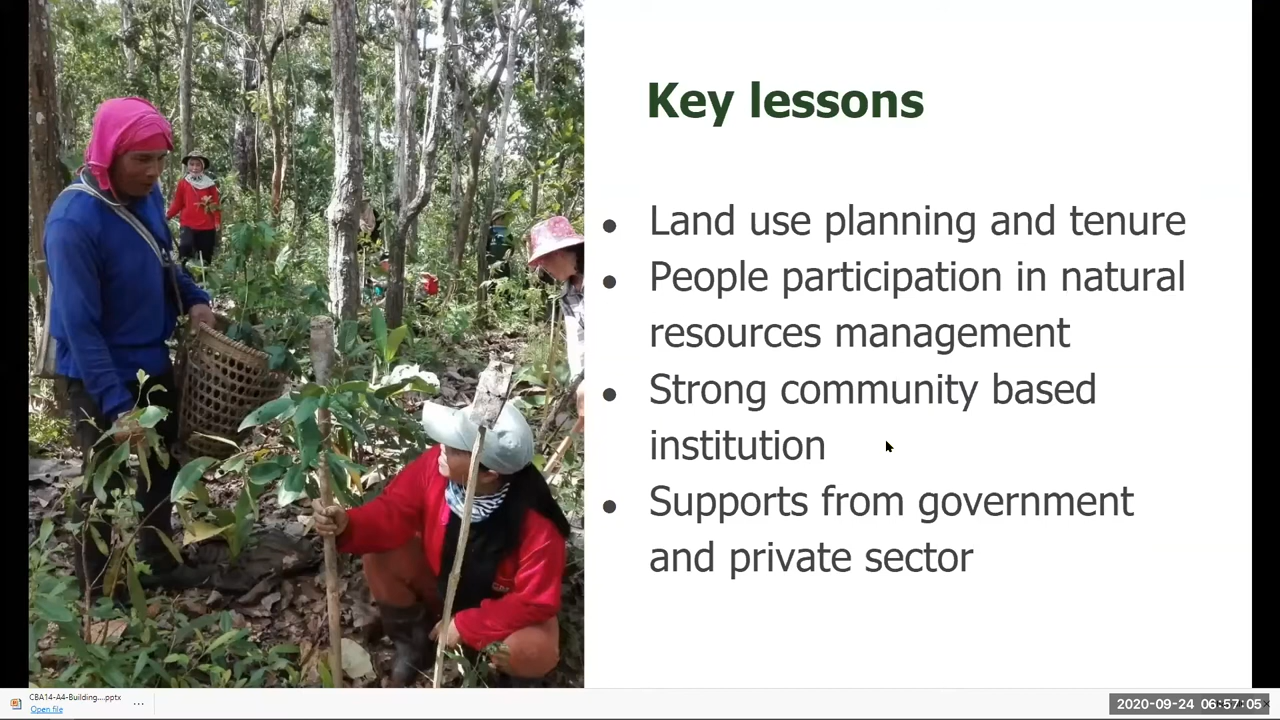 Key lessons
● Land use planning and tenure
● People participation in natural
resources management
● Strong community based
institution
● Supports from government
and private sector
CBA14-A4-Building....pptx
Open file
...
2020-09-24 06:57:05